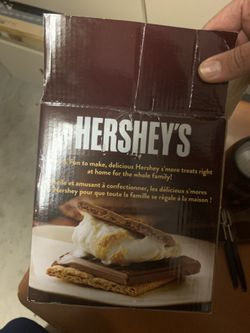 HERSHEY'S
Fun to make, delicious Hershey s'more treats right
at home for the whole family!
et amusant à confectionner, les délicieux s'mores
Hershey pour que toute la famille se régale à la maison !